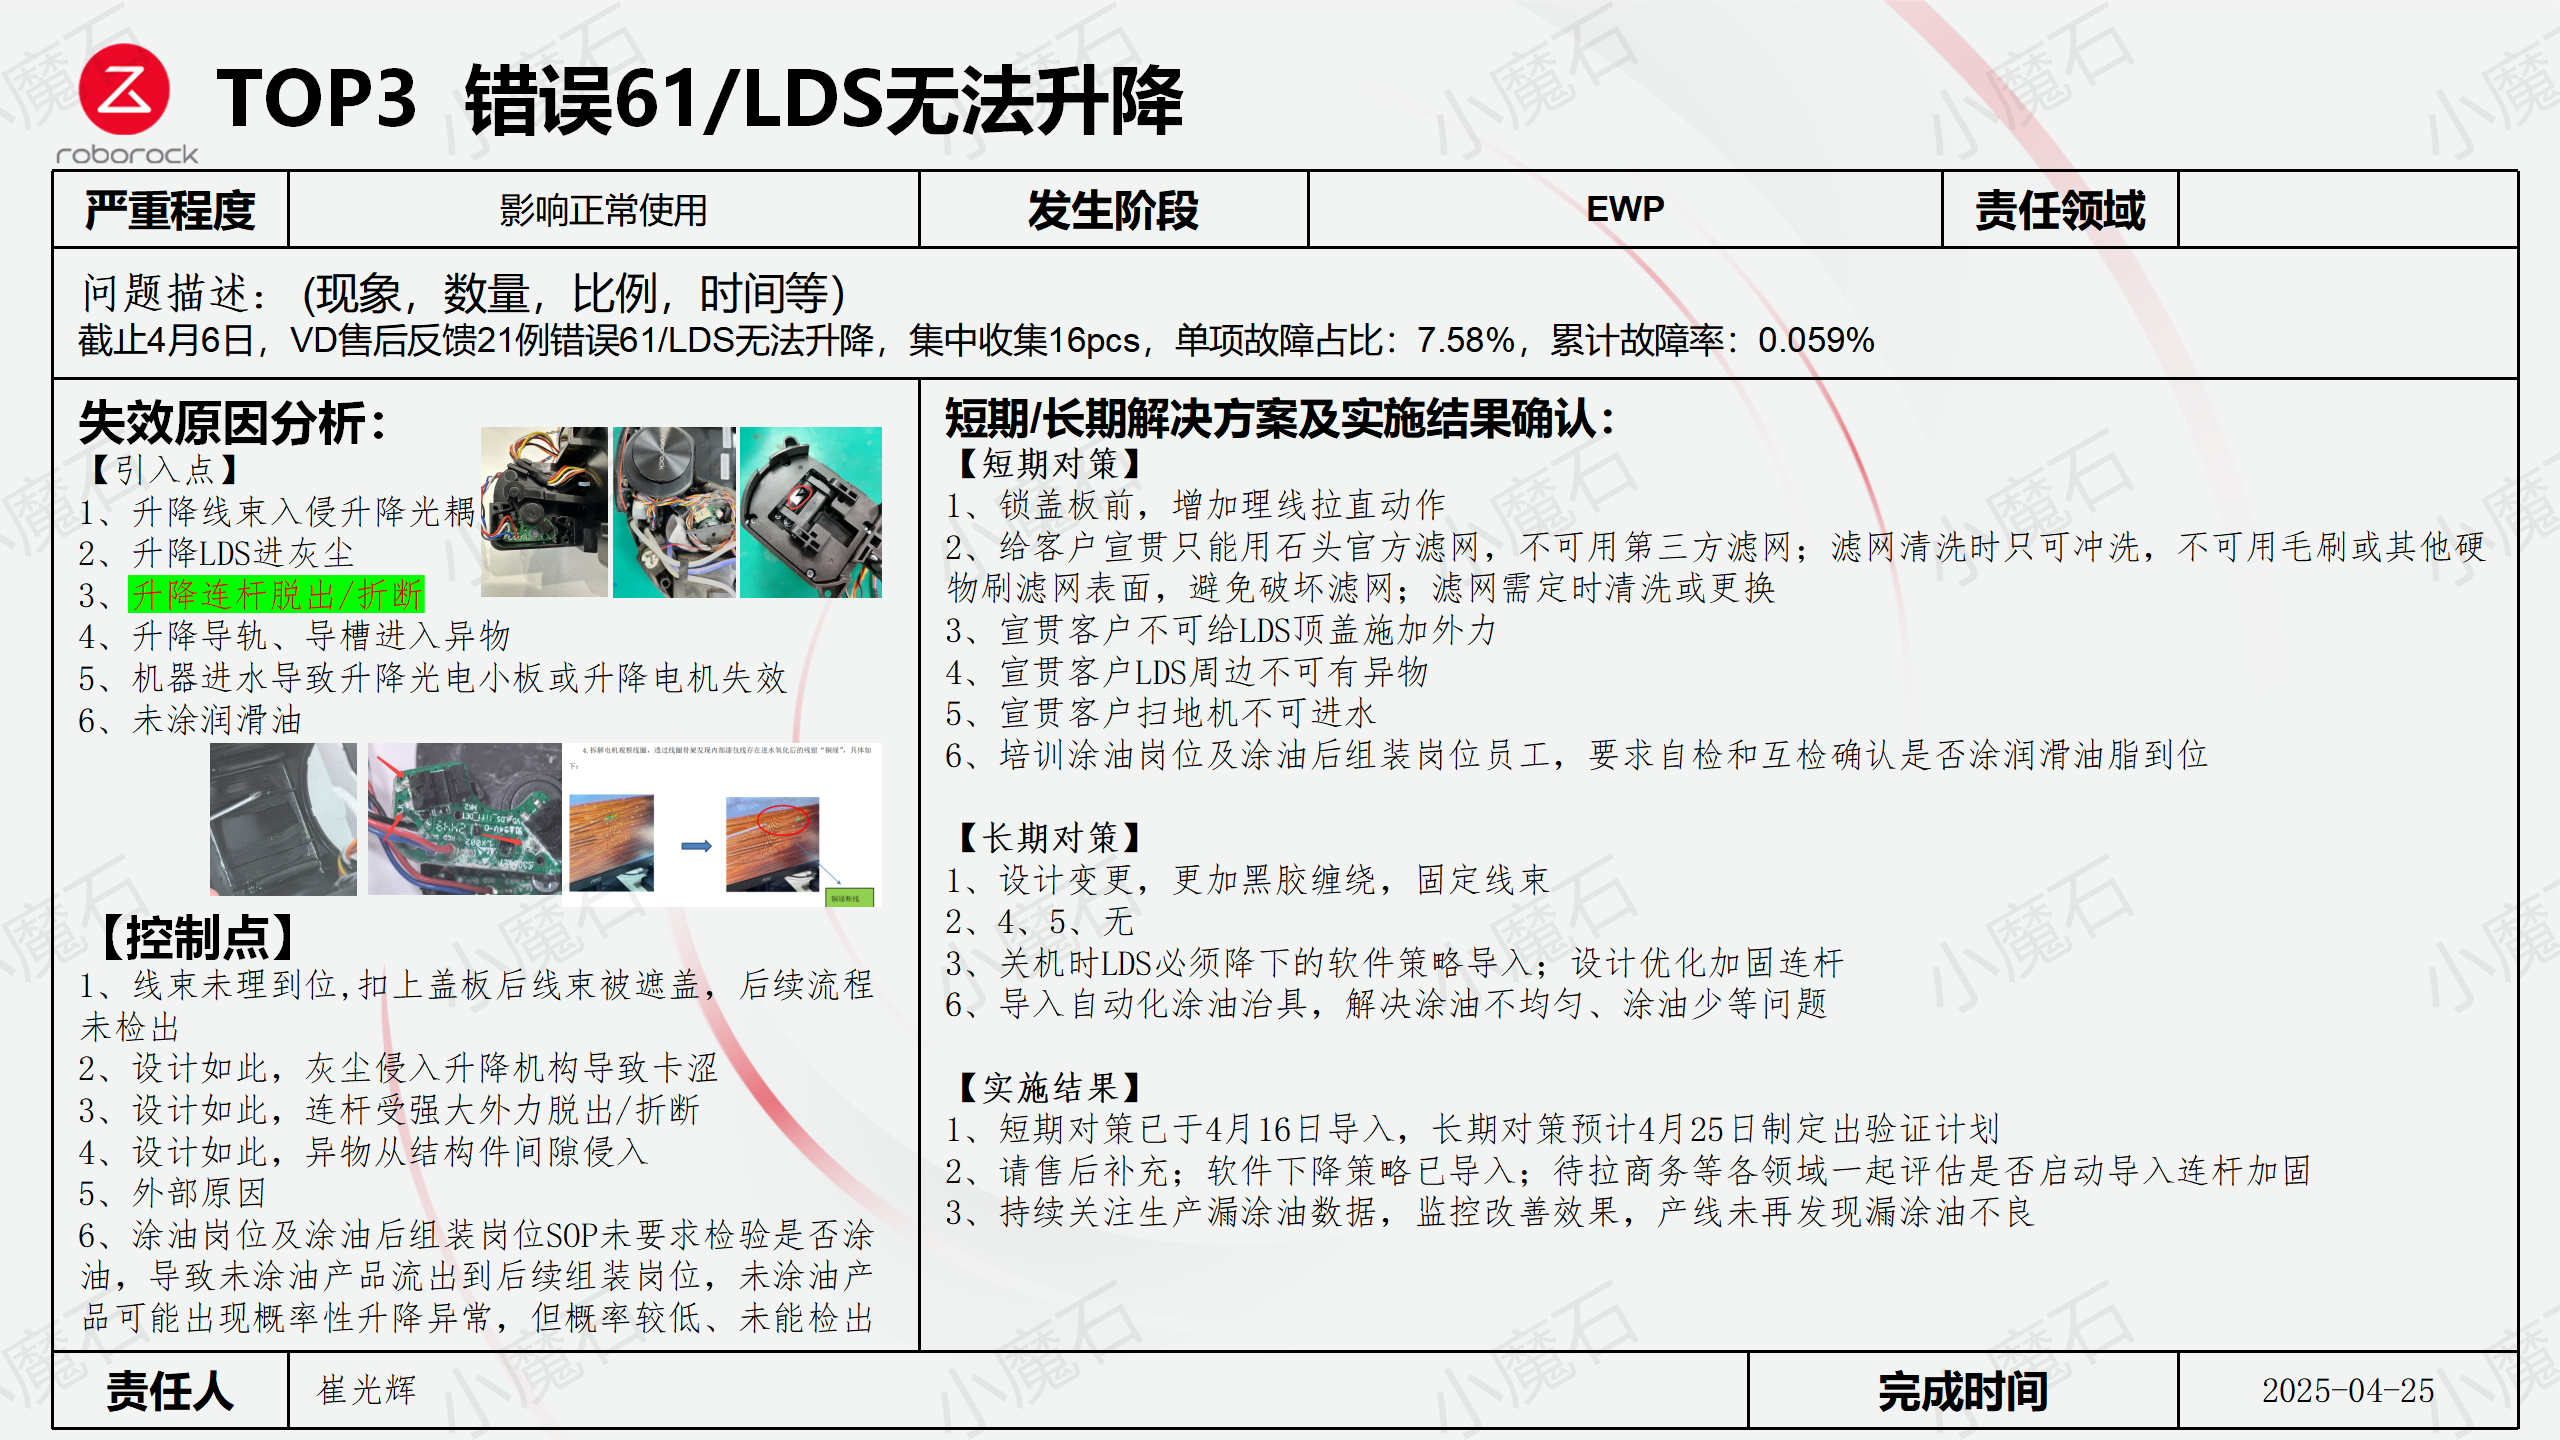 roborock
TOP3 错误61/LDS无法升降
严重程度
影响正常使用
发生阶段
EWP
责任领域
问题描述：(现象，数量，比例，时间等)
截止4月6日，VD售后反馈21例错误61/LDS无法升降，集中收集16pcs，单项故障占比：7.58%，累计故障率：0.059%
失效原因分析：
【引入点】
1、升降线束入侵升降光耦
2、升降LDS进灰尘
3、升降连杆脱出/折断
4、升降导轨、导槽进入异物
5、机器进水导致升降光电小板或升降电机失效
6、未涂润滑油
4.拆解电机观察线圈，透过线圈骨架发现内部漆包线存在进水氧化后的残留“铜绿”，具体如
下：
铜绿断线
【控制点】
1、线束未理到位,扣上盖板后线束被遮盖，后续流程
未检出
2、设计如此，灰尘侵入升降机构导致卡涩
3、设计如此，连杆受强大外力脱出/折断
4、设计如此，异物从结构件间隙侵入
5、外部原因
6、涂油岗位及涂油后组装岗位SOP未要求检验是否涂
油，导致未涂油产品流出到后续组装岗位，未涂油产
品可能出现概率性升降异常，但概率较低、未能检出
短期/长期解决方案及实施结果确认：
【短期对策】
1、锁盖板前，增加理线拉直动作
2、给客户宣贯只能用石头官方滤网，不可用第三方滤网；滤网清洗时只可冲洗，不可用毛刷或其他硬
物刷滤网表面，避免破坏滤网；滤网需定时清洗或更换
3、宣贯客户不可给LDS顶盖施加外力
4、宣贯客户LDS周边不可有异物
5、宣贯客户扫地机不可进水
6、培训涂油岗位及涂油后组装岗位员工，要求自检和互检确认是否涂润滑油脂到位
【长期对策】
1、设计变更，更加黑胶缠绕，固定线束
2、4、5、无
3、关机时LDS必须降下的软件策略导入；设计优化加固连杆
6、导入自动化涂油治具，解决涂油不均匀、涂油少等问题
【实施结果】
1、短期对策已于4月16日导入，长期对策预计4月25日制定出验证计划
2、请售后补充；软件下降策略已导入；待拉商务等各领域一起评估是否启动导入连杆加固
3、持续关注生产漏涂油数据，监控改善效果，产线未再发现漏涂油不良
责任人
崔光辉
完成时间
2025-04-25
小魔石